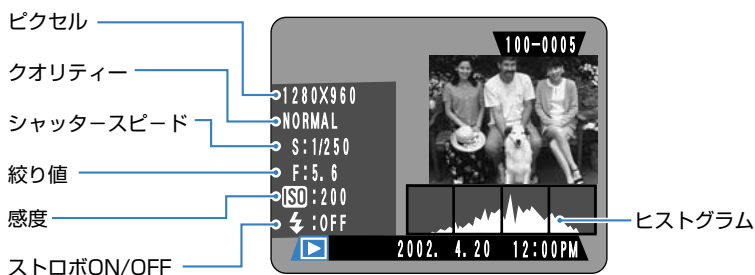 ピクセル
クオリティー
シャッタースピード
絞り値
感度
ストロボON/OFF
100-0005
1280X960
NORMAL
S:1/250
F:5.6
ISO:200
:OFF
2002. 4.20 12:00PM
ヒストグラム